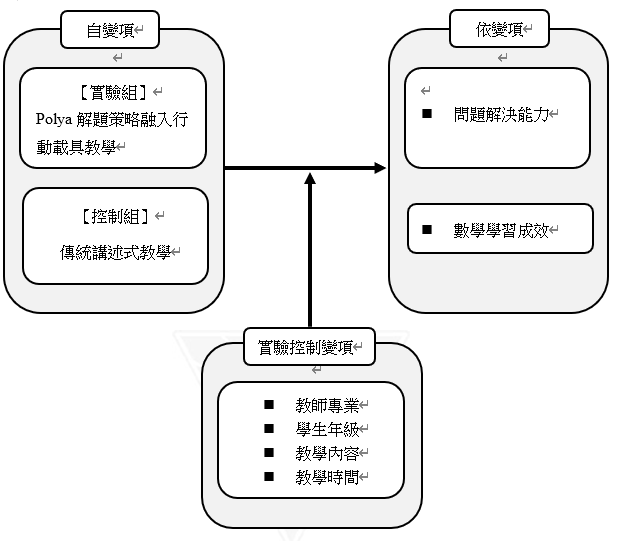 自變項
【實驗組】
Polya 解題策略融入行
動載具教學
【控制組】
傳統講述式教學
依變項
■ 問題解決能力
■ 數學學習成效
實驗控制變項
■ 教師專業
■ 學生年級
■ 教學內容
■ 教學時間